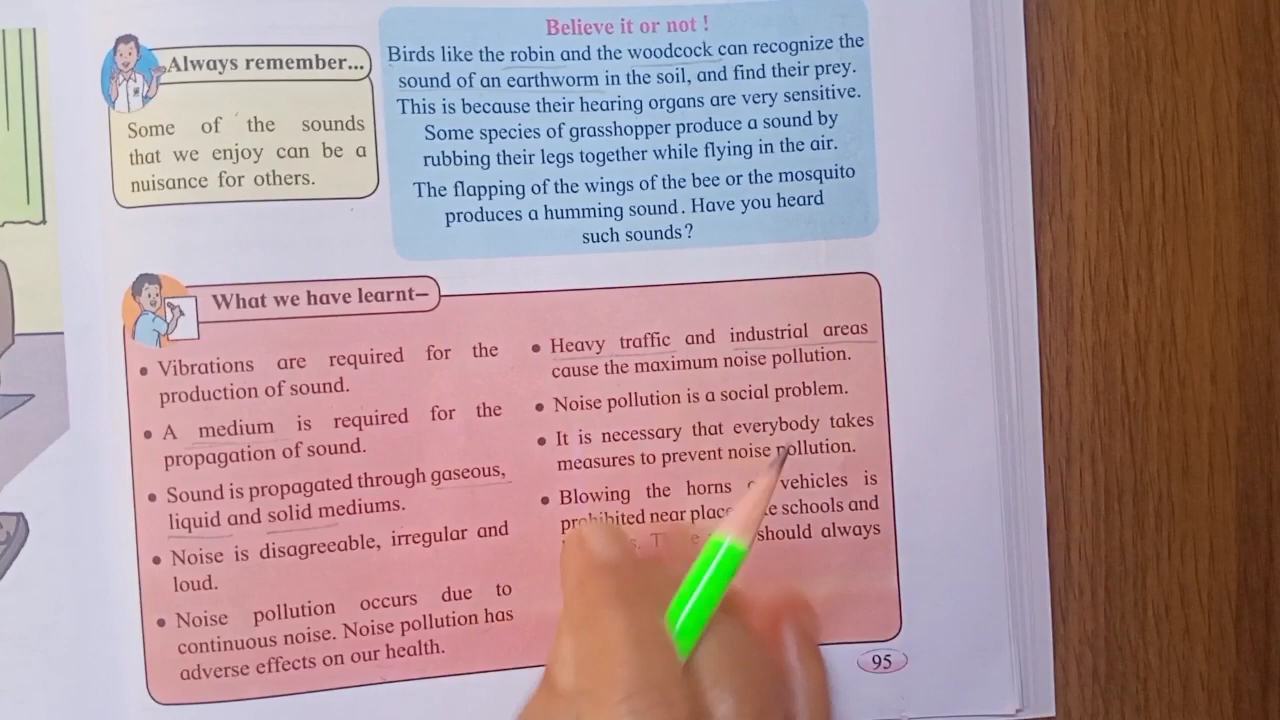 Always remember...
Some of the sounds
that we enjoy can be a
nuisance for others.
Believe it or not !
Birds like the robin and the woodcock can recognize the
sound of an earthworm in the soil, and find their prey.
This is because their hearing organs are very sensitive.
Some species of grasshopper produce a sound by
rubbing their legs together while flying in the air.
The flapping of the wings of the bee or the mosquito
produces a humming sound. Have you heard
such sounds?
What we have learnt–
• Vibrations are required for the
production of sound.
• A medium is required for the
propagation of sound.
• Sound is propagated through gaseous,
liquid and solid mediums.
• Noise is disagreeable, irregular and
loud.
• Noise pollution occurs due to
continuous noise. Noise pollution has
adverse effects on our health.
• Heavy traffic and industrial areas
cause the maximum noise pollution.
• Noise pollution is a social problem.
• It is necessary that everybody takes
measures to prevent noise pollution.
• Blowing the horns vehicles is
prohibited near schools and
should always
95